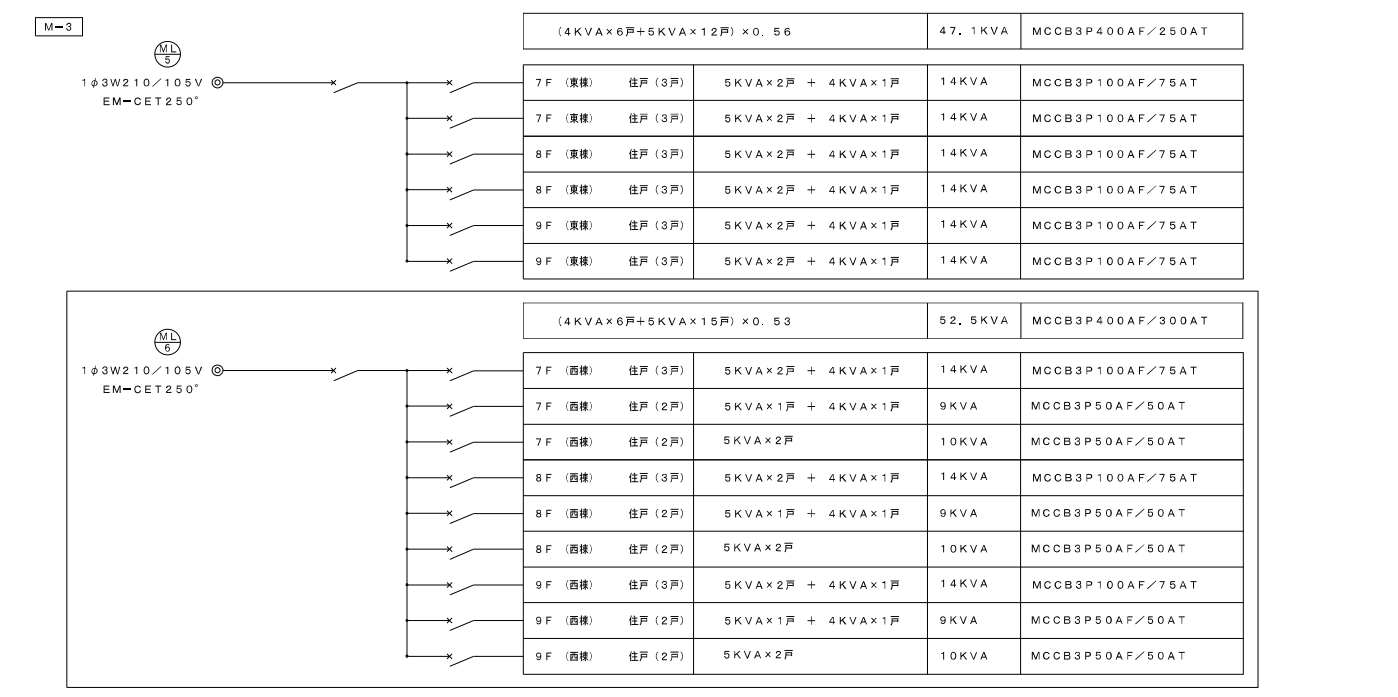 M-3
(4KVA×6戸+5KVA×12戸)×0.56 47.1KVA MCCB3P400AF/250AT
ML
5
1φ3W210/105V
EM-CET250°
7F (東棟) 住戸(3戸) 5KVA×2戸 + 4KVA×1戸 14KVA MCCB3P100AF/75AT
7F (東棟) 住戸(3戸) 5KVA×2戸 + 4KVA×1戸 14KVA MCCB3P100AF/75AT
8F (東棟) 住戸(3戸) 5KVA×2戸 + 4KVA×1戸 14KVA MCCB3P100AF/75AT
8F (東棟) 住戸(3戸) 5KVA×2戸 + 4KVA×1戸 14KVA MCCB3P100AF/75AT
9F (東棟) 住戸(3戸) 5KVA×2戸 + 4KVA×1戸 14KVA MCCB3P100AF/75AT
9F (東棟) 住戸(3戸) 5KVA×2戸 + 4KVA×1戸 14KVA MCCB3P100AF/75AT
(4KVA×6戸+5KVA×15戸)×0.53 52.5KVA MCCB3P400AF/300AT
ML
6
1φ3W210/105V
EM-CET250°
7F (西棟) 住戸(3戸) 5KVA×2戸 + 4KVA×1戸 14KVA MCCB3P100AF/75AT
7F (西棟) 住戸(2戸) 5KVA×1戸 + 4KVA×1戸 9KVA MCCB3P50AF/50AT
7F (西棟) 住戸(2戸) 5KVA×2戸 10KVA MCCB3P50AF/50AT
8F (西棟) 住戸(3戸) 5KVA×2戸 + 4KVA×1戸 14KVA MCCB3P100AF/75AT
8F (西棟) 住戸(2戸) 5KVA×1戸 + 4KVA×1戸 9KVA MCCB3P50AF/50AT
8F (西棟) 住戸(2戸) 5KVA×2戸 10KVA MCCB3P50AF/50AT
9F (西棟) 住戸(3戸) 5KVA×2戸 + 4KVA×1戸 14KVA MCCB3P100AF/75AT
9F (西棟) 住戸(2戸) 5KVA×1戸 + 4KVA×1戸 9KVA MCCB3P50AF/50AT
9F (西棟) 住戸(2戸) 5KVA×2戸 10KVA MCCB3P50AF/50AT